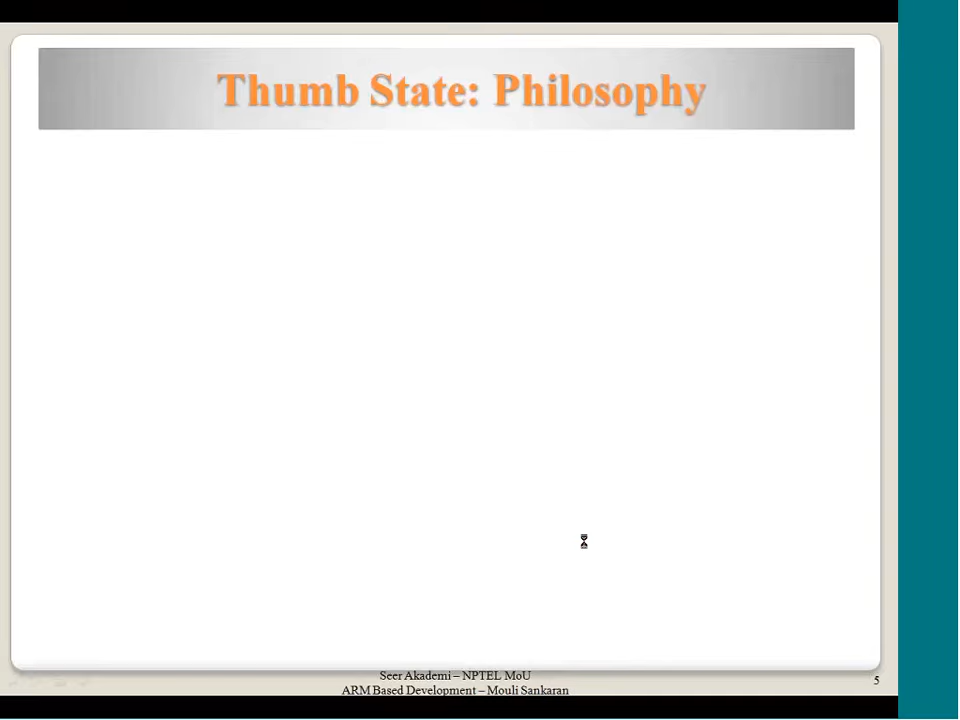 Thumb State: Philosophy
Seer Akademi – NPTEL MoU
ARM Based Development – Mouli Sankaran
5